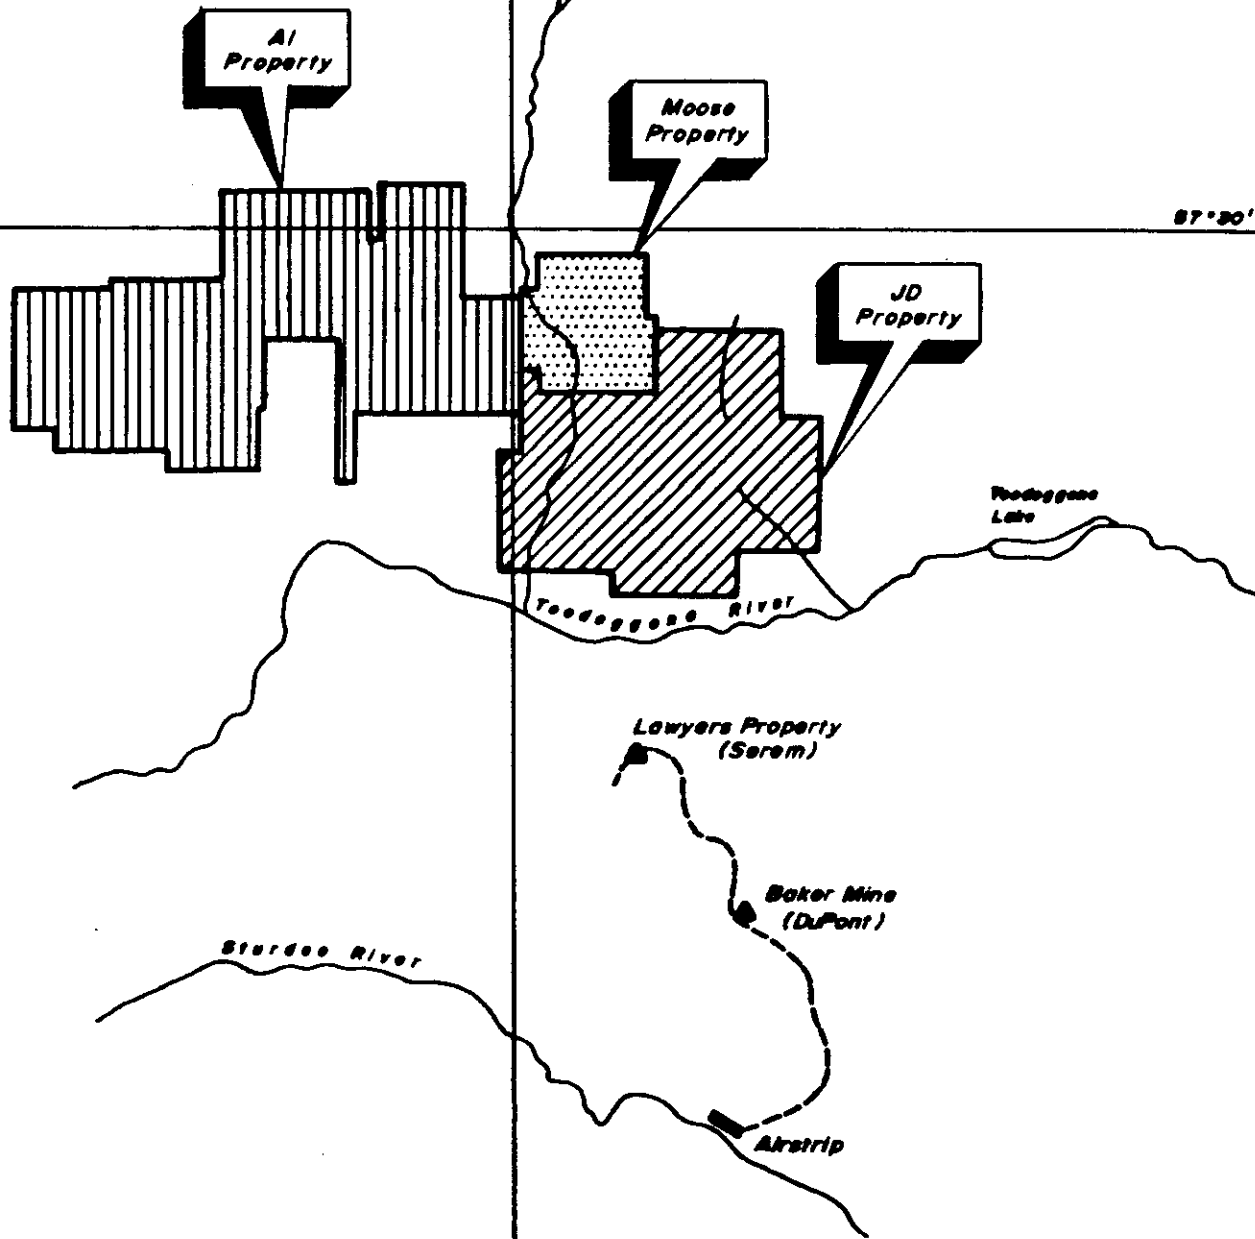 Al
Property
Moose
Property
57°30'
JD
Property
Toodoggone
Lake
Toodoggone River
Lawyers Property
(Serem)
Baker Mine
(DuPont)
Sturdee River
Airstrip